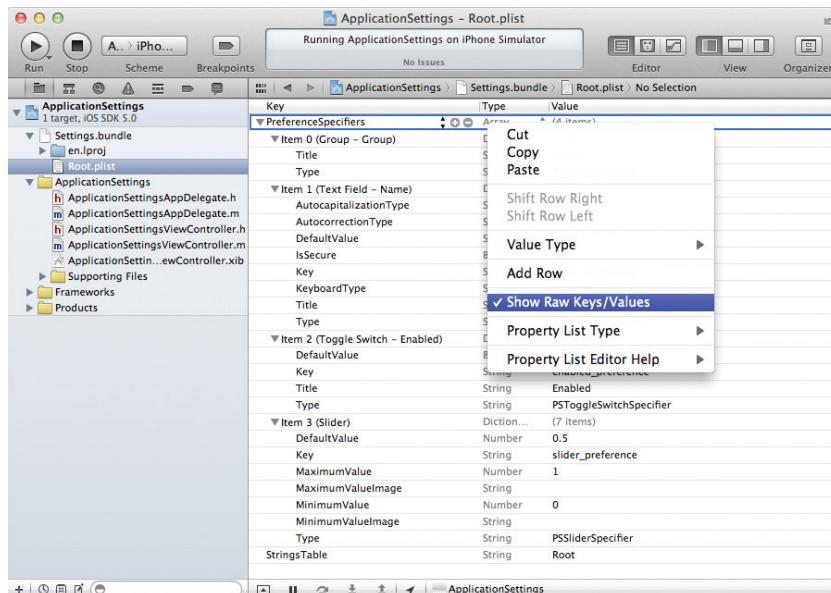 ApplicationSettings – Root.plist
Running ApplicationSettings on iPhone Simulator
No Issues
A.. › iPho...
Run Stop Scheme Breakpoints Editor View Organizer
ApplicationSettings
1 target, iOS SDK 5.0
Settings.bundle
en.lproj
Root.plist
ApplicationSettings
h ApplicationSettingsAppDelegate.h
m ApplicationSettingsAppDelegate.m
h ApplicationSettingsViewController.h
m ApplicationSettingsViewController.m
ApplicationSettin...ewController.xib
Supporting Files
Frameworks
Products
ApplicationSettings › Settings.bundle › Root.plist › No Selection
Key Type Value
PreferenceSpecifiers Array (4 items)
Item 0 (Group – Group) D
Title S
Type S
Item 1 (Text Field – Name) D
AutocapitalizationType S
AutocorrectionType S
DefaultValue S
IsSecure B
Key S
KeyboardType S
Title S
Type S
Item 2 (Toggle Switch – Enabled) D
DefaultValue B
Key String enabled_preference
Title String Enabled
Type String PSToggleSwitchSpecifier
Item 3 (Slider) Diction... (7 items)
DefaultValue Number 0.5
Key String slider_preference
MaximumValue Number 1
MaximumValueImage String
MinimumValue Number 0
MinimumValueImage String
Type String PSSliderSpecifier
StringsTable String Root
Cut
Copy
Paste
Shift Row Right
Shift Row Left
Value Type
Add Row
✓ Show Raw Keys/Values
Property List Type
Property List Editor Help
ApplicationSettings